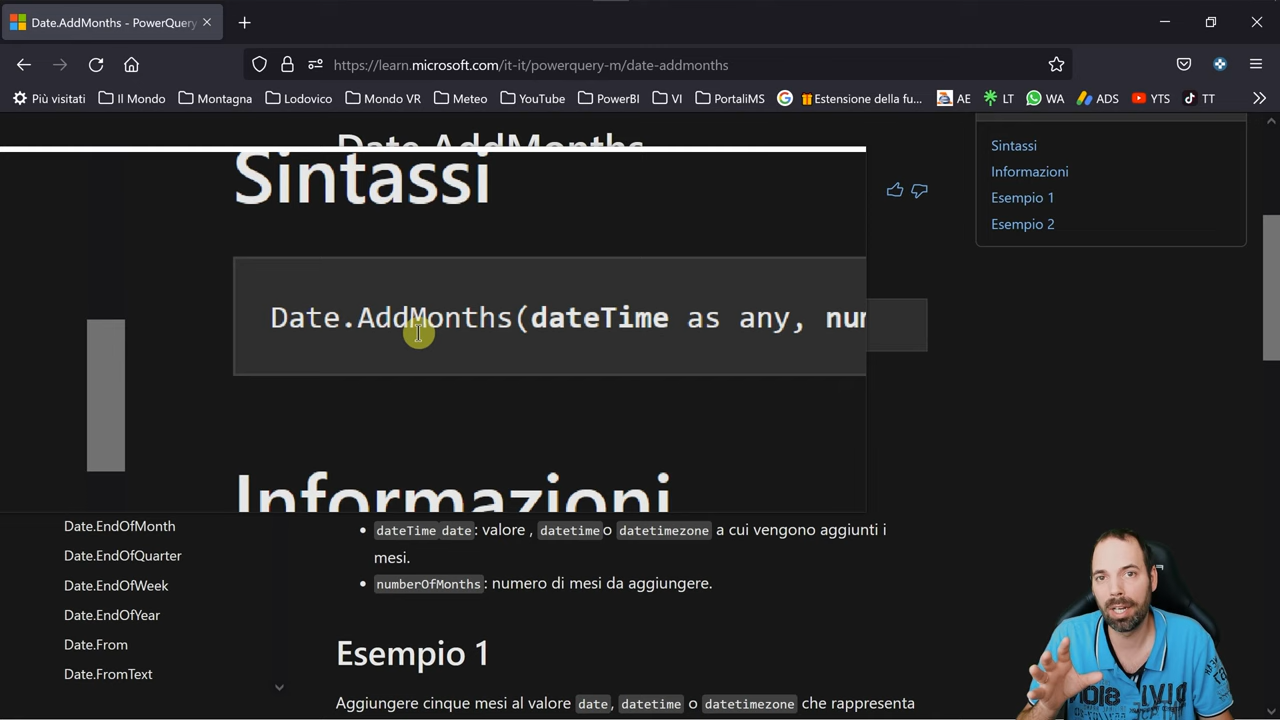 Date.AddMonths - PowerQuery
https://learn.microsoft.com/it-it/powerquery-m/date-addmonths
Più visitati Il Mondo Montagna Lodovico Mondo VR Meteo YouTube PowerBI VI PortaliMS Estensione della fu... AE LT WA ADS YTS TT
Date.AddMonths
Sintassi
Date.AddMonths(dateTime as any, num
Informazioni
Sintassi
Informazioni
Esempio 1
Esempio 2
Date.EndOfMonth
Date.EndOfQuarter
Date.EndOfWeek
Date.EndOfYear
Date.From
Date.FromText
dateTime date: valore , datetime o datetimezone a cui vengono aggiunti i
mesi.
numberOfMonths: numero di mesi da aggiungere.
Esempio 1
Aggiungere cinque mesi al valore date, datetime o datetimezone che rappresenta